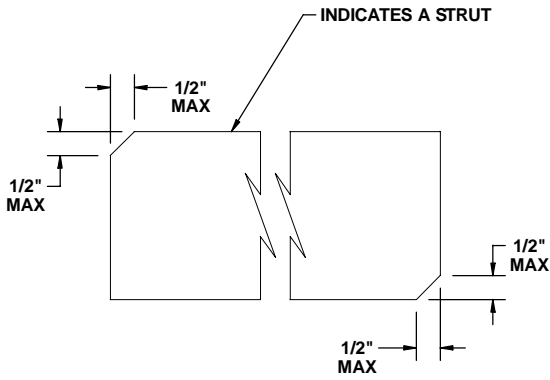 INDICATES A STRUT
1/2"
MAX
1/2"
MAX
1/2"
MAX
1/2"
MAX